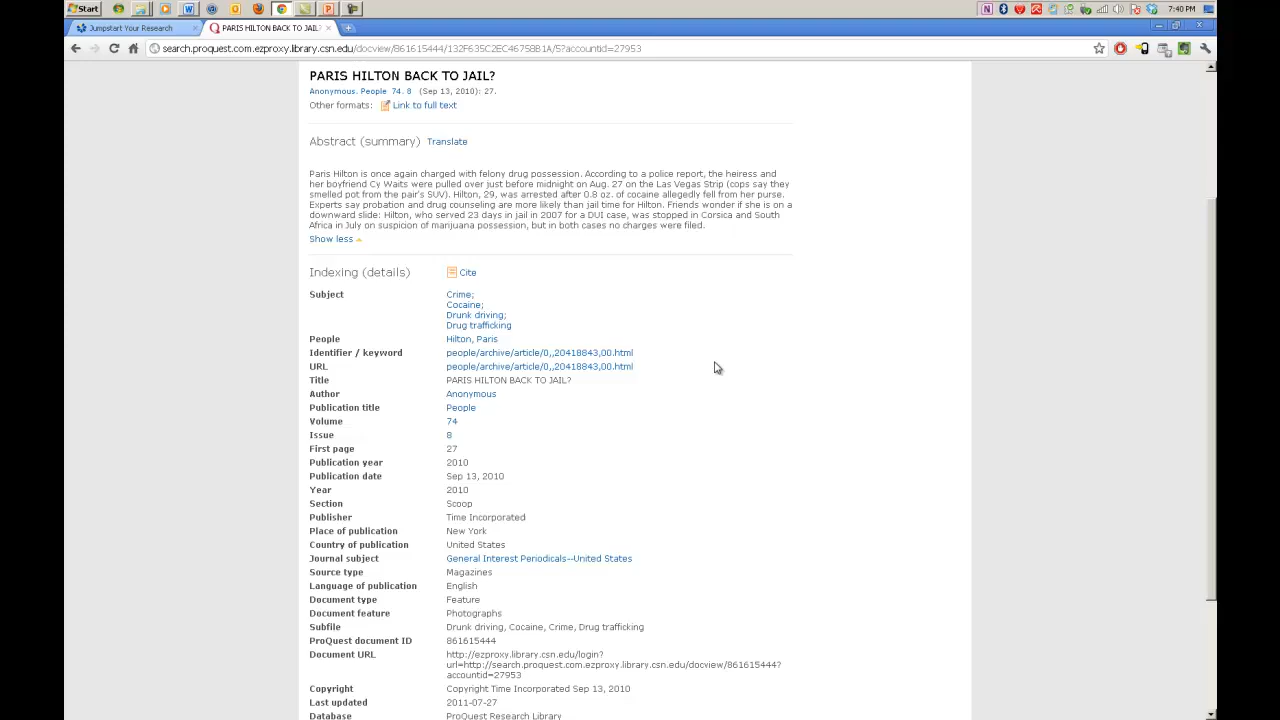 Start
7:40 PM
Jumpstart Your Research
PARIS HILTON BACK TO JAIL?
search.proquest.com.ezproxy.library.csn.edu/docview/861615444/132F635C2EC46758B1A/5?accountid=27953
PARIS HILTON BACK TO JAIL?
Anonymous. People 74. 8 (Sep 13, 2010): 27.
Other formats: Link to full text
Abstract (summary) Translate
Paris Hilton is once again charged with felony drug possession. According to a police report, the heiress and
her boyfriend Cy Waits were pulled over just before midnight on Aug. 27 on the Las Vegas Strip (cops say they
smelled pot from the pair's SUV). Hilton, 29, was arrested after 0.8 oz. of cocaine allegedly fell from her purse.
Experts say probation and drug counseling are more likely than jail time for Hilton. Friends wonder if she is on a
downward slide: Hilton, who served 23 days in jail in 2007 for a DUI case, was stopped in Corsica and South
Africa in July on suspicion of marijuana possession, but in both cases no charges were filed.
Show less
Indexing (details) Cite
Subject Crime;
Cocaine;
Drunk driving;
Drug trafficking
People Hilton, Paris
Identifier / keyword people/archive/article/0,,20418843,00.html
URL people/archive/article/0,,20418843,00.html
Title PARIS HILTON BACK TO JAIL?
Author Anonymous
Publication title People
Volume 74
Issue 8
First page 27
Publication year 2010
Publication date Sep 13, 2010
Year 2010
Section Scoop
Publisher Time Incorporated
Place of publication New York
Country of publication United States
Journal subject General Interest Periodicals--United States
Source type Magazines
Language of publication English
Document type Feature
Document feature Photographs
Subfile Drunk driving, Cocaine, Crime, Drug trafficking
ProQuest document ID 861615444
Document URL http://ezproxy.library.csn.edu/login?
url=http://search.proquest.com.ezproxy.library.csn.edu/docview/861615444?
accountid=27953
Copyright Copyright Time Incorporated Sep 13, 2010
Last updated 2011-07-27
Database ProQuest Research Library